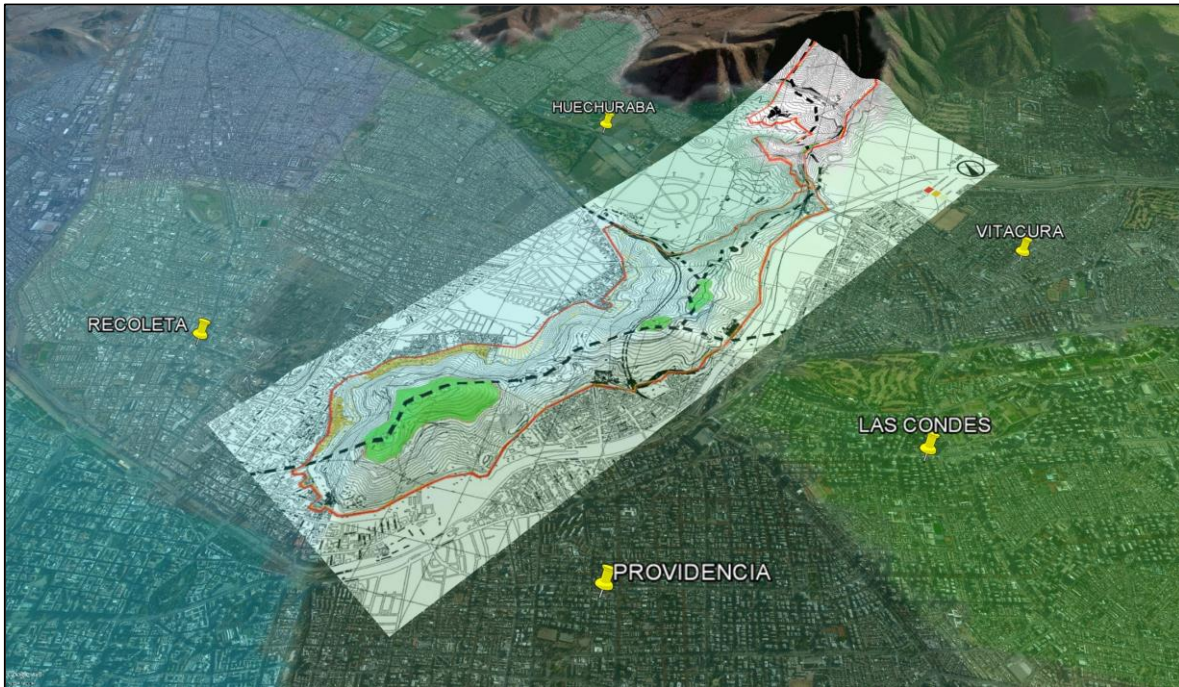 HUECHURABA
VITACURA
RECOLETA
LAS CONDES
PROVIDENCIA